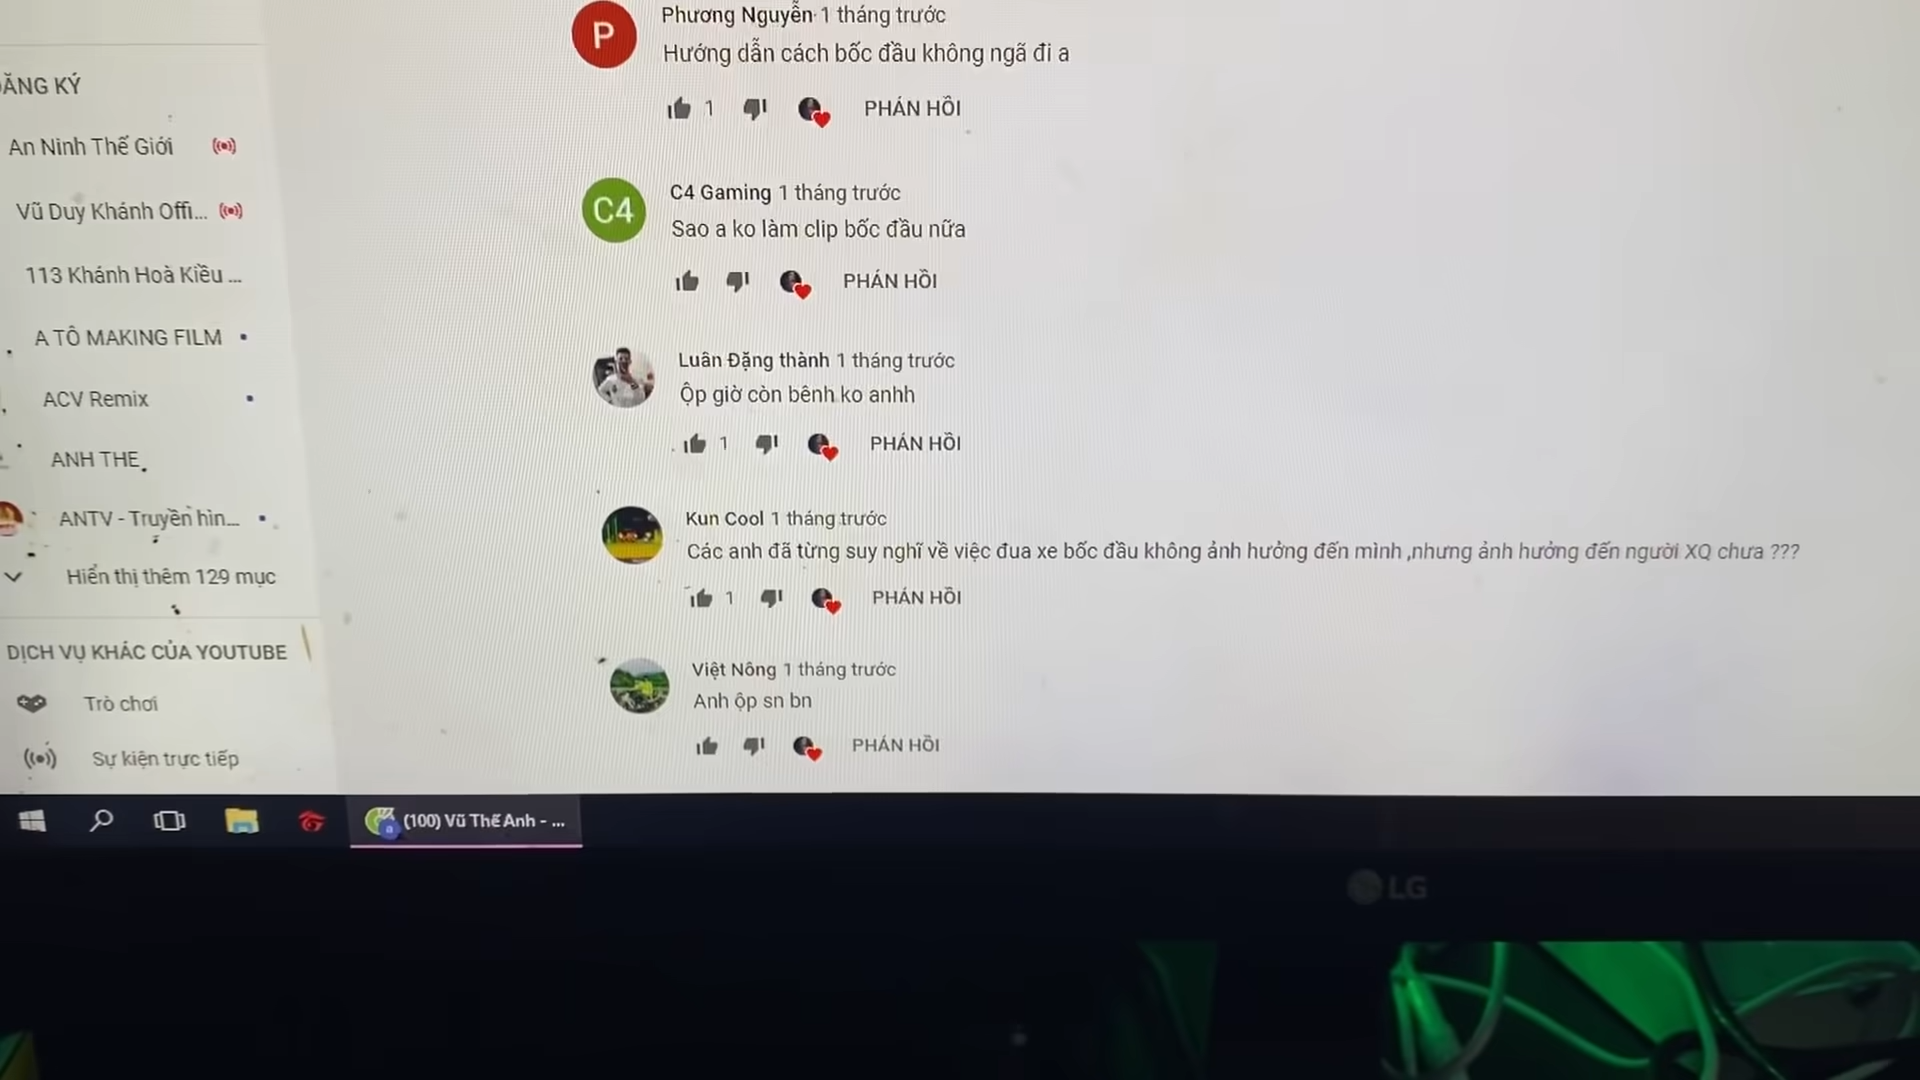 ĐĂNG KÝ
An Ninh Thế Giới
Vũ Duy Khánh Offi...
113 Khánh Hoà Kiều ...
A TÔ MAKING FILM
ACV Remix
ANH THE
ANTV - Truyền hìn...
Hiển thị thêm 129 mục
DỊCH VỤ KHÁC CỦA YOUTUBE
Trò chơi
Sự kiện trực tiếp
P
Phương Nguyễn 1 tháng trước
Hướng dẫn cách bốc đầu không ngã đi a
1 PHẢN HỒI
C4
C4 Gaming 1 tháng trước
Sao a ko làm clip bốc đầu nữa
PHẢN HỒI
Luân Đặng thành 1 tháng trước
Ộp giờ còn bênh ko anhh
1 PHẢN HỒI
Kun Cool 1 tháng trước
Các anh đã từng suy nghĩ về việc đua xe bốc đầu không ảnh hưởng đến mình ,nhưng ảnh hưởng đến người XQ chưa ???
1 PHẢN HỒI
Việt Nông 1 tháng trước
Anh ộp sn bn
PHẢN HỒI
(100) Vũ Thế Anh - ...
LG